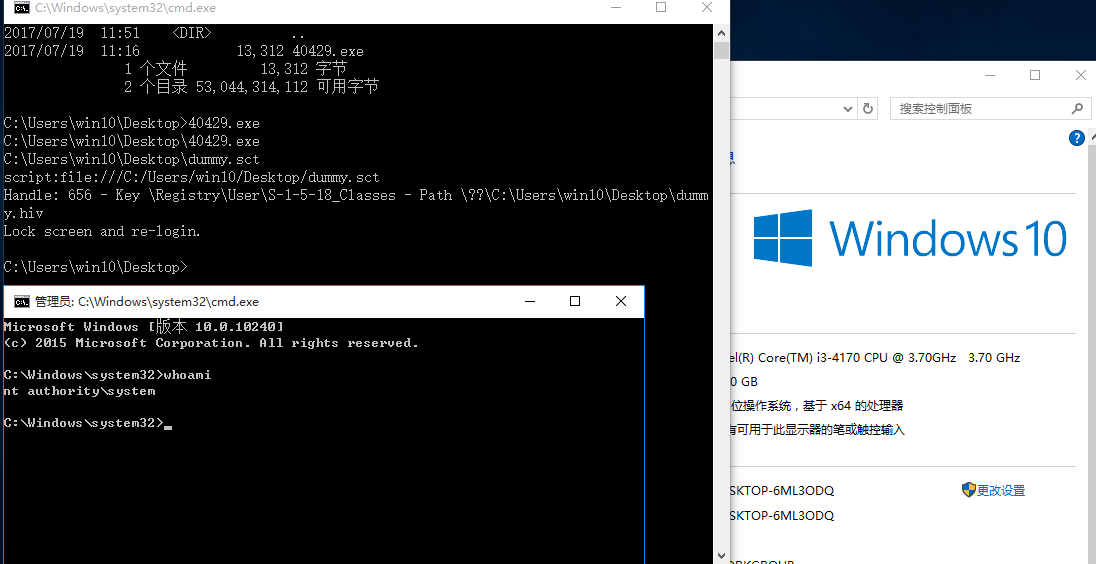 C:\Windows\system32\cmd.exe
2017/07/19  11:51    <DIR>          ..
2017/07/19  11:16            13,312 40429.exe
1 个文件         13,312 字节
2 个目录 53,044,314,112 可用字节
C:\Users\win10\Desktop>40429.exe
C:\Users\win10\Desktop\40429.exe
C:\Users\win10\Desktop\dummy.sct
script:file:///C:/Users/win10/Desktop/dummy.sct
Handle: 656 - Key \Registry\User\S-1-5-18_Classes - Path \??\C:\Users\win10\Desktop\dumm
y.hiv
Lock screen and re-login.
C:\Users\win10\Desktop>
管理员: C:\Windows\system32\cmd.exe
Microsoft Windows [版本 10.0.10240]
(c) 2015 Microsoft Corporation. All rights reserved.
C:\Windows\system32>whoami
nt authority\system
C:\Windows\system32>
搜索控制面板
Windows 10
el(R) Core(TM) i3-4170 CPU @ 3.70GHz   3.70 GHz
0 GB
位操作系统，基于 x64 的处理器
有可用于此显示器的笔或触控输入
SKTOP-6ML3ODQ
更改设置
SKTOP-6ML3ODQ